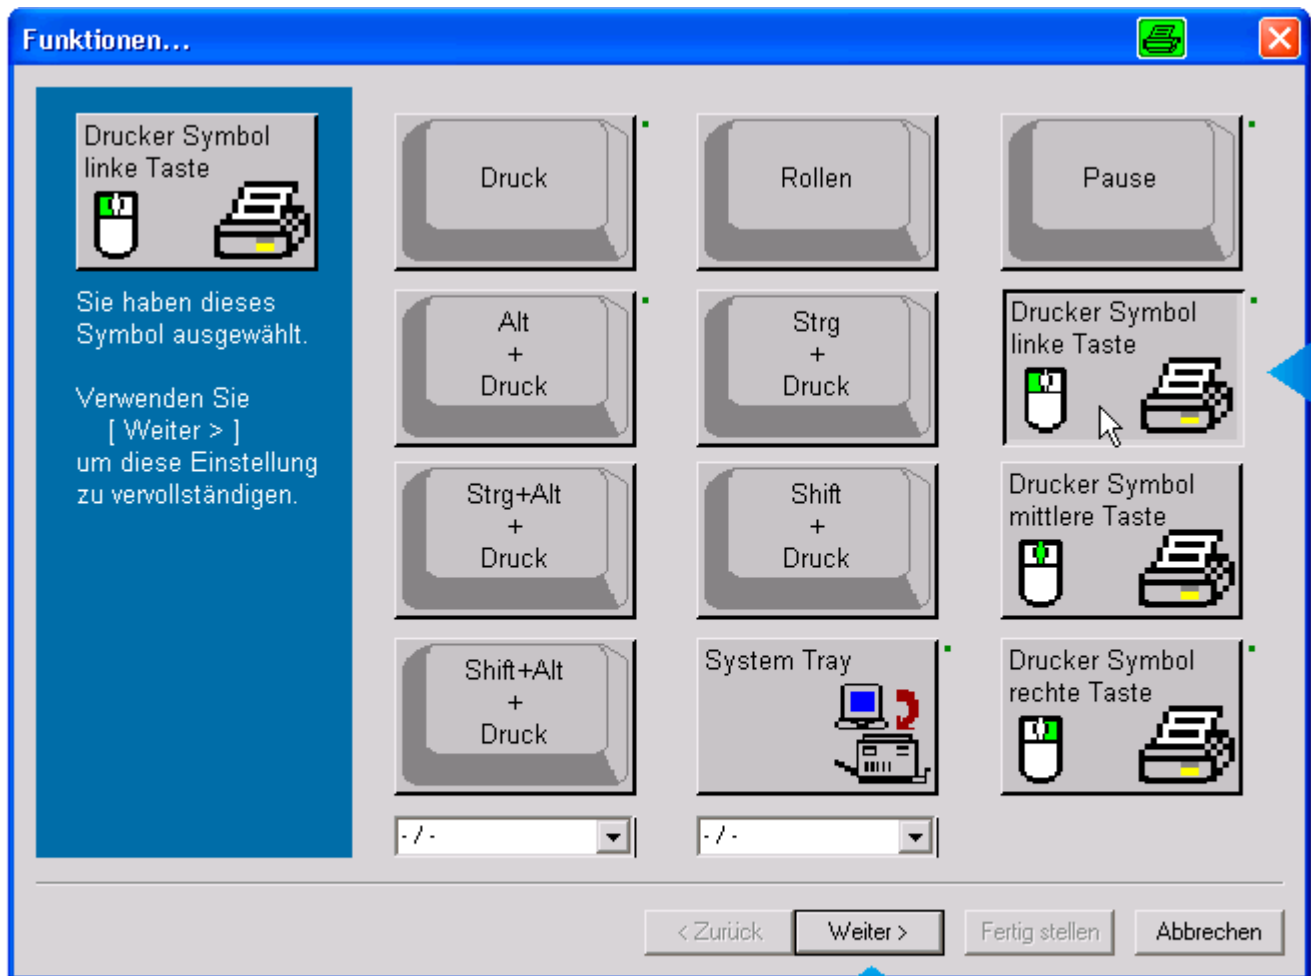 Funktionen...
Drucker Symbol
linke Taste
Sie haben dieses
Symbol ausgewählt.
Verwenden Sie
[ Weiter > ]
um diese Einstellung
zu vervollständigen.
Druck
Rollen
Pause
Alt
+
Druck
Strg
+
Druck
Drucker Symbol
linke Taste
Strg+Alt
+
Druck
Shift
+
Druck
Drucker Symbol
mittlere Taste
Shift+Alt
+
Druck
System Tray
Drucker Symbol
rechte Taste
- / -
- / -
< Zurück
Weiter >
Fertig stellen
Abbrechen